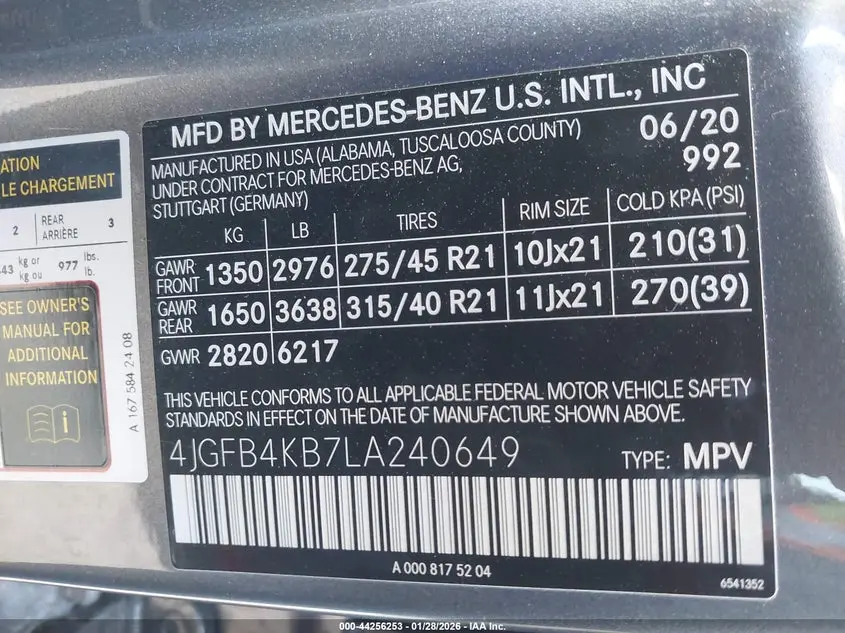 ATION
LE CHARGEMENT
2 REAR ARRIÈRE 3
43 kg or kg ou 977 lbs. lb.
SEE OWNER'S
MANUAL FOR
ADDITIONAL
INFORMATION
A 167 584 24 08
MFD BY MERCEDES-BENZ U.S. INTL., INC
MANUFACTURED IN USA (ALABAMA, TUSCALOOSA COUNTY) 06/20
UNDER CONTRACT FOR MERCEDES-BENZ AG, 992
STUTTGART (GERMANY)
KG LB TIRES RIM SIZE COLD KPA (PSI)
GAWR FRONT 1350 2976 275/45 R21 10Jx21 210(31)
GAWR REAR 1650 3638 315/40 R21 11Jx21 270(39)
GVWR 2820 6217
THIS VEHICLE CONFORMS TO ALL APPLICABLE FEDERAL MOTOR VEHICLE SAFETY
STANDARDS IN EFFECT ON THE DATE OF MANUFACTURE SHOWN ABOVE.
4JGFB4KB7LA240649 TYPE: MPV
A 000 817 52 04
6541352
000-44256253 - 01/28/2026 - IAA Inc.